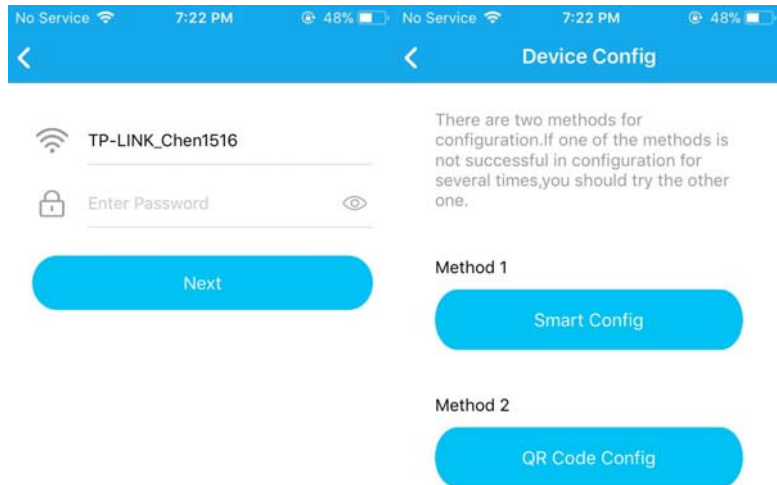 No Service 7:22 PM 48%
TP-LINK_Chen1516
Enter Password
Next
No Service 7:22 PM 48%
Device Config
There are two methods for
configuration.If one of the methods is
not successful in configuration for
several times,you should try the other
one.
Method 1
Smart Config
Method 2
QR Code Config